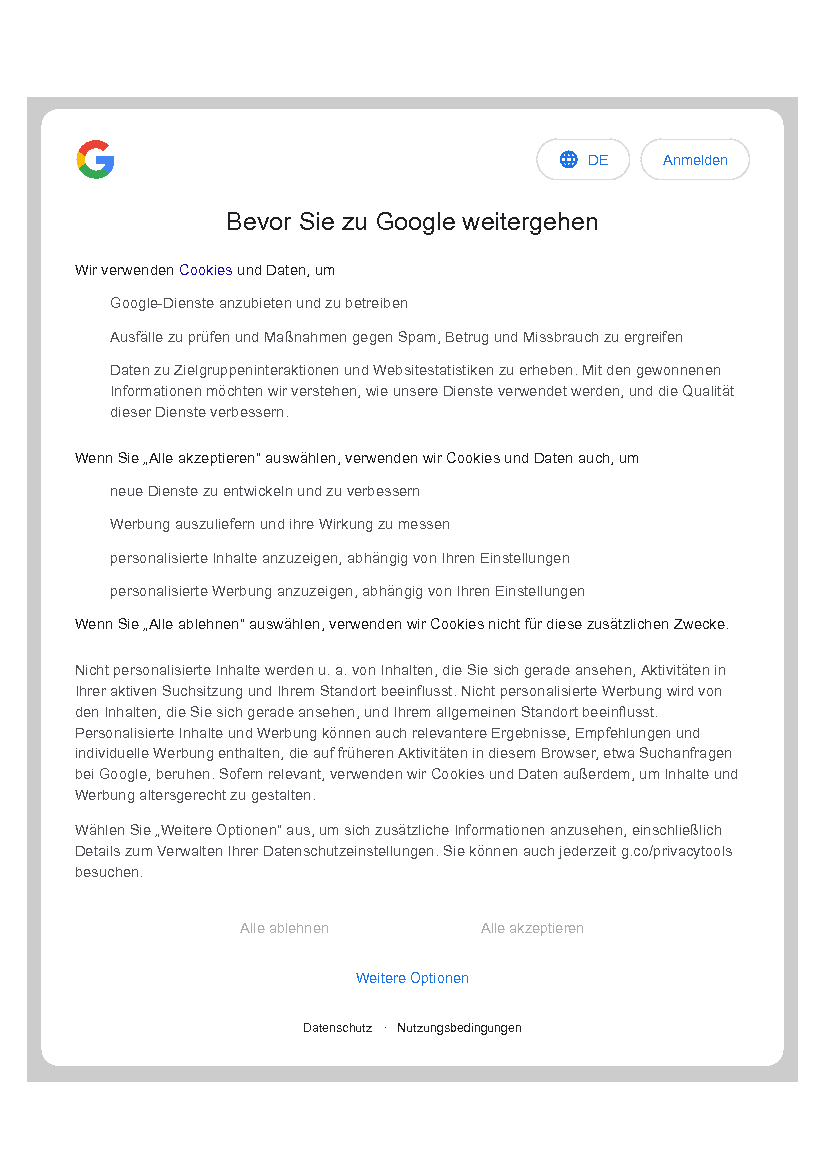 DE
Anmelden
Bevor Sie zu Google weitergehen
Wir verwenden Cookies und Daten, um
Google-Dienste anzubieten und zu betreiben
Ausfälle zu prüfen und Maßnahmen gegen Spam, Betrug und Missbrauch zu ergreifen
Daten zu Zielgruppeninteraktionen und Websitestatistiken zu erheben. Mit den gewonnenen
Informationen möchten wir verstehen, wie unsere Dienste verwendet werden, und die Qualität
dieser Dienste verbessern.
Wenn Sie „Alle akzeptieren“ auswählen, verwenden wir Cookies und Daten auch, um
neue Dienste zu entwickeln und zu verbessern
Werbung auszuliefern und ihre Wirkung zu messen
personalisierte Inhalte anzuzeigen, abhängig von Ihren Einstellungen
personalisierte Werbung anzuzeigen, abhängig von Ihren Einstellungen
Wenn Sie „Alle ablehnen“ auswählen, verwenden wir Cookies nicht für diese zusätzlichen Zwecke.
Nicht personalisierte Inhalte werden u. a. von Inhalten, die Sie sich gerade ansehen, Aktivitäten in
Ihrer aktiven Suchsitzung und Ihrem Standort beeinflusst. Nicht personalisierte Werbung wird von
den Inhalten, die Sie sich gerade ansehen, und Ihrem allgemeinen Standort beeinflusst.
Personalisierte Inhalte und Werbung können auch relevantere Ergebnisse, Empfehlungen und
individuelle Werbung enthalten, die auf früheren Aktivitäten in diesem Browser, etwa Suchanfragen
bei Google, beruhen. Sofern relevant, verwenden wir Cookies und Daten außerdem, um Inhalte und
Werbung altersgerecht zu gestalten.
Wählen Sie „Weitere Optionen“ aus, um sich zusätzliche Informationen anzusehen, einschließlich
Details zum Verwalten Ihrer Datenschutzeinstellungen. Sie können auch jederzeit g.co/privacytools
besuchen.
Alle ablehnen
Alle akzeptieren
Weitere Optionen
Datenschutz · Nutzungsbedingungen